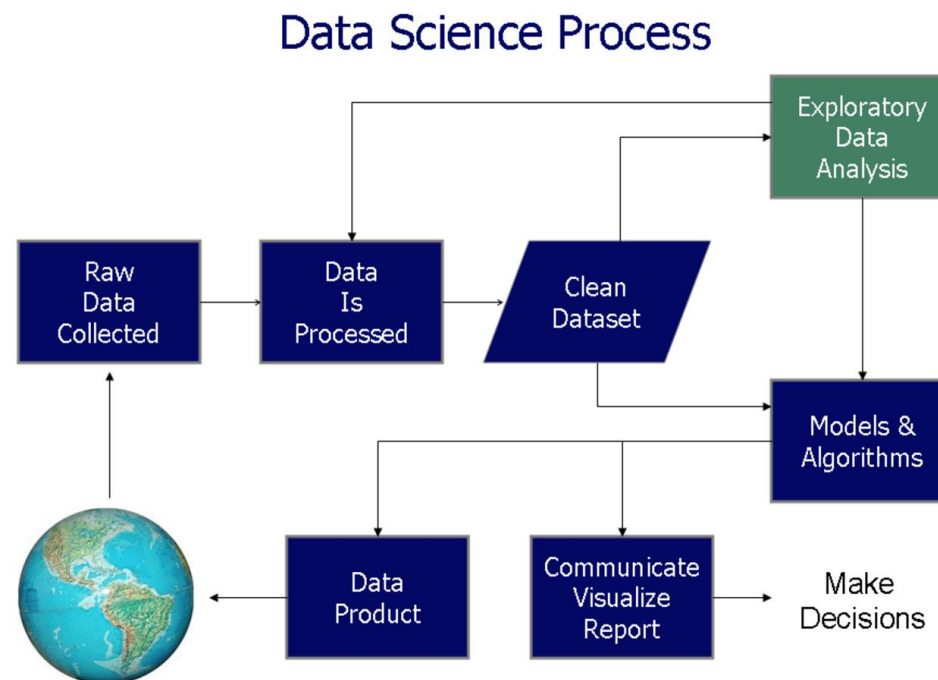 Data Science Process
Exploratory
Data
Analysis
Raw
Data
Collected
Data
Is
Processed
Clean
Dataset
Models &
Algorithms
Data
Product
Communicate
Visualize
Report
Make
Decisions